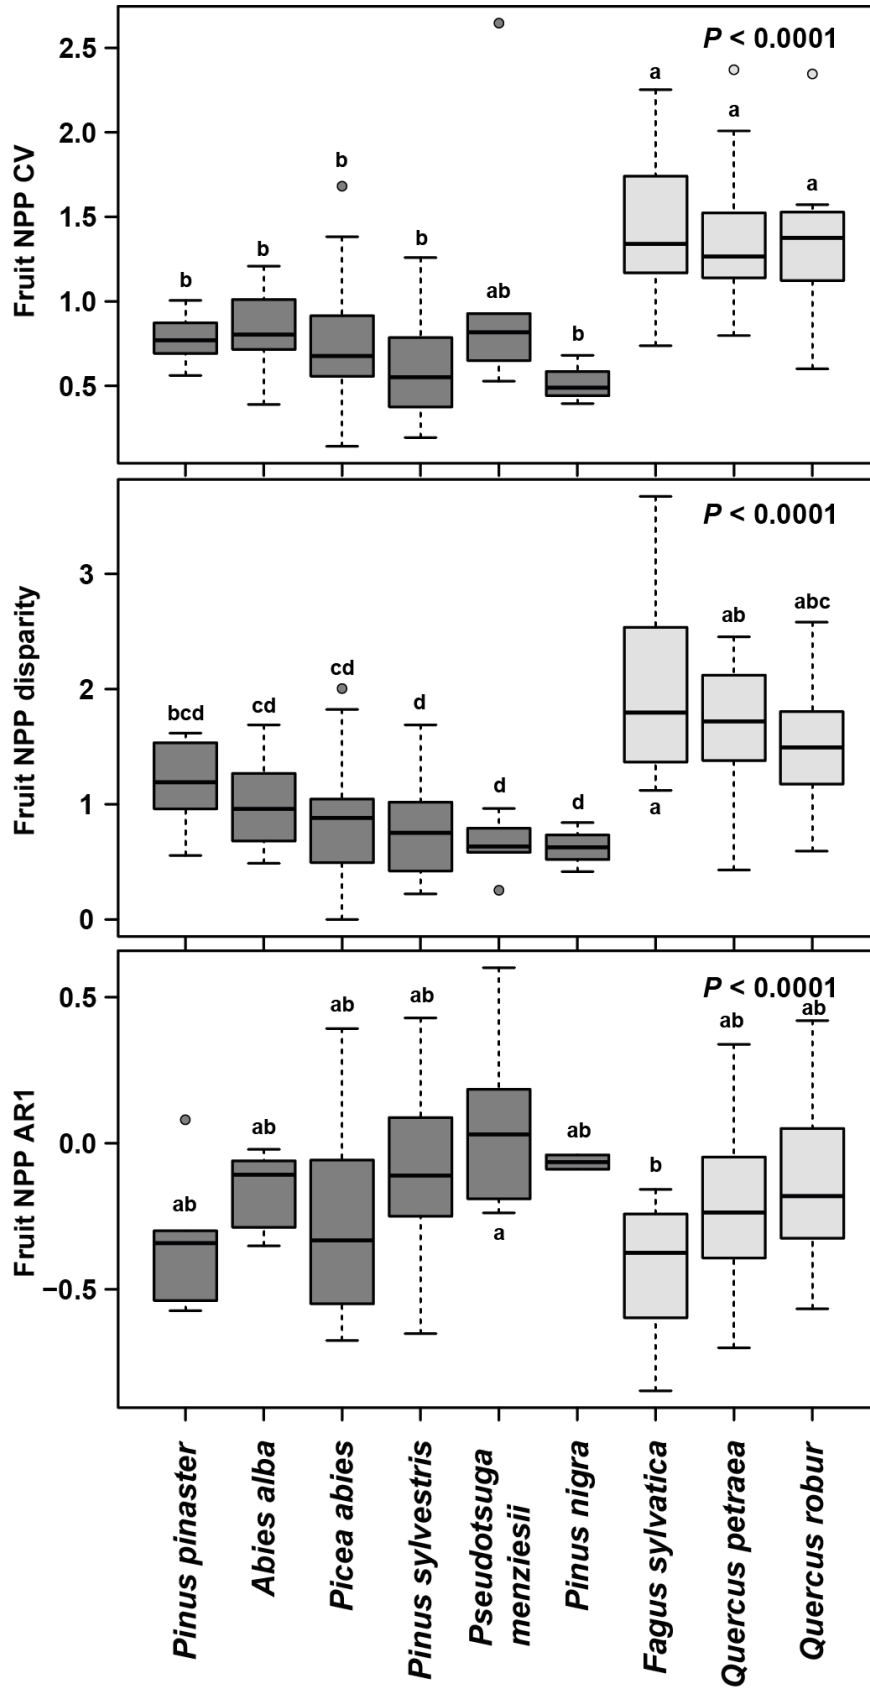 Fruit NPP CV
2.5
2.0
1.5
1.0
0.5
P < 0.0001
b
b
b
b
ab
b
a
a
a
Fruit NPP disparity
3
2
1
0
P < 0.0001
bcd
cd
cd
d
d
d
a
ab
abc
Fruit NPP AR1
0.5
0.0
−0.5
P < 0.0001
ab
ab
ab
ab
a
ab
b
ab
ab
Pinus pinaster
Abies alba
Picea abies
Pinus sylvestris
Pseudotsuga
menziesii
Pinus nigra
Fagus sylvatica
Quercus petraea
Quercus robur